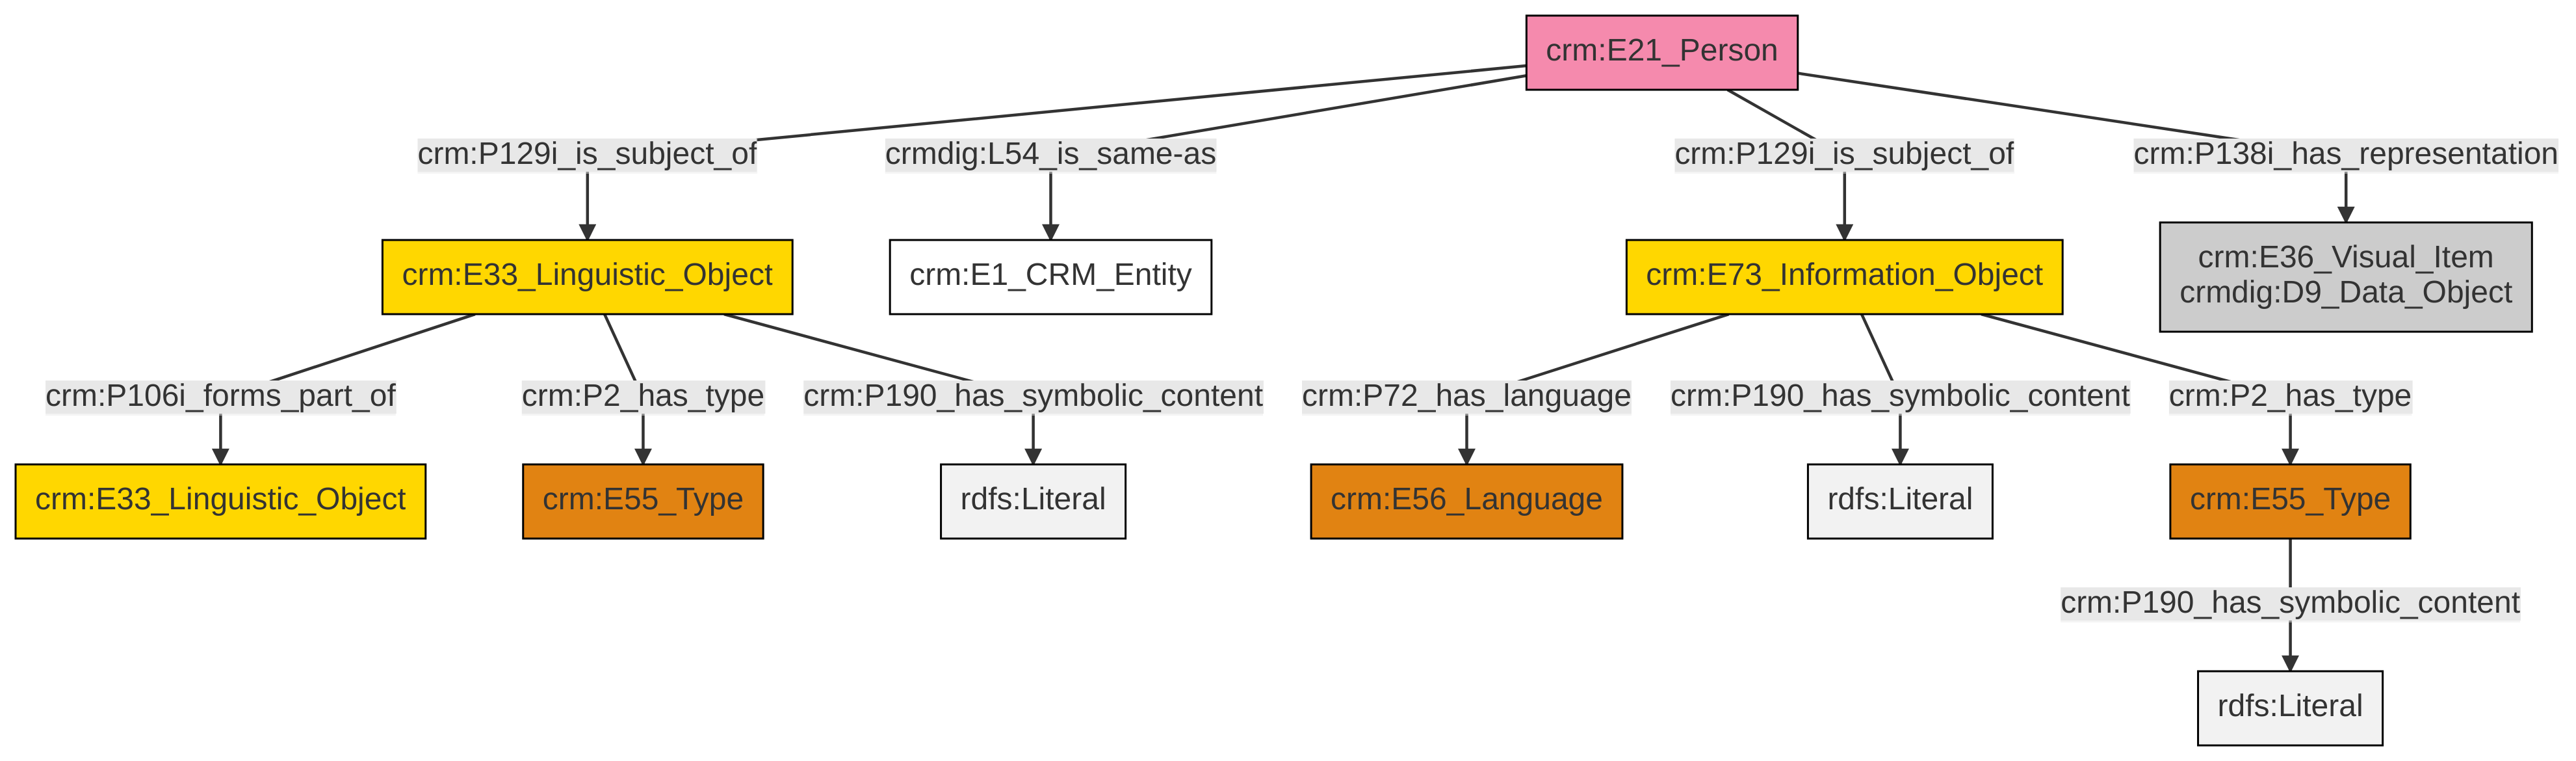 crm:E21_Person
crm:P129i_is_subject_of
crmdig:L54_is_same-as
crm:P129i_is_subject_of
crm:P138i_has_representation
crm:E33_Linguistic_Object
crm:E1_CRM_Entity
crm:E73_Information_Object
crm:E36_Visual_Item
crmdig:D9_Data_Object
crm:P106i_forms_part_of
crm:P2_has_type
crm:P190_has_symbolic_content
crm:P72_has_language
crm:P190_has_symbolic_content
crm:P2_has_type
crm:E33_Linguistic_Object
crm:E55_Type
rdfs:Literal
crm:E56_Language
rdfs:Literal
crm:E55_Type
crm:P190_has_symbolic_content
rdfs:Literal